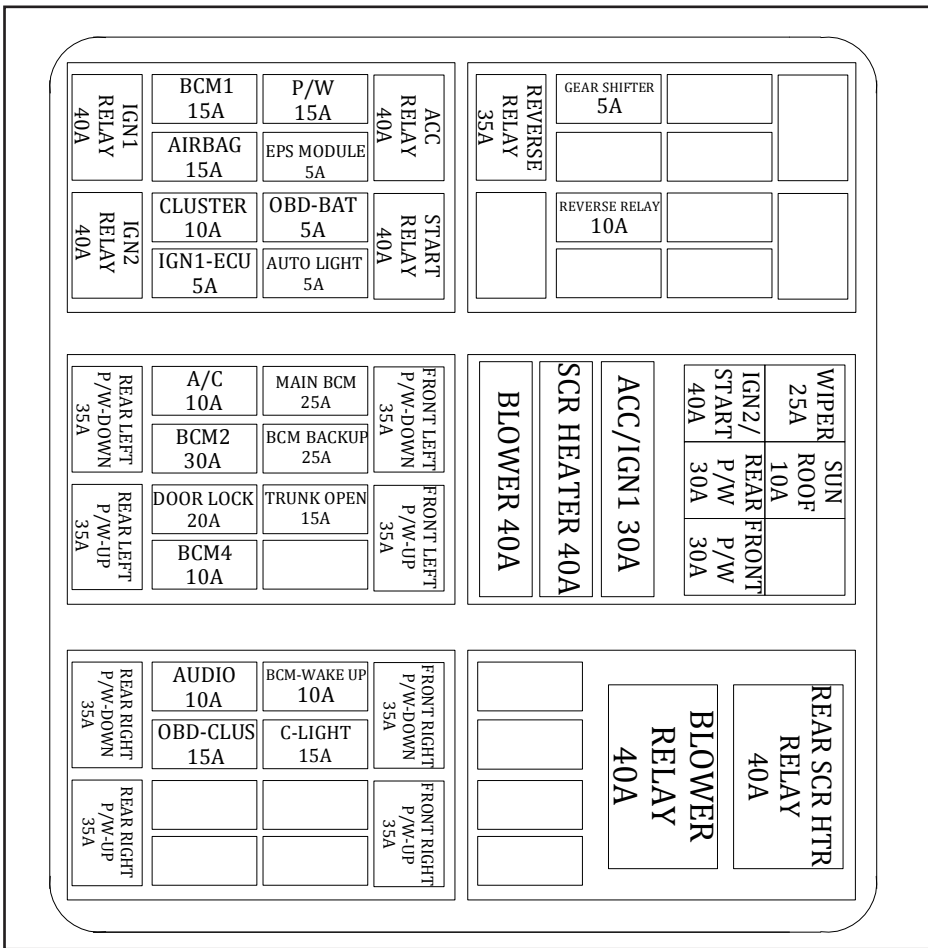 IGN1
RELAY
40A
BCM1
15A
P/W
15A
ACC
RELAY
40A
AIRBAG
15A
EPS MODULE
5A
IGN2
RELAY
40A
CLUSTER
10A
OBD-BAT
5A
START
RELAY
40A
IGN1-ECU
5A
AUTO LIGHT
5A
REVERSE
RELAY
35A
GEAR SHIFTER
5A
REVERSE RELAY
10A
REAR LEFT
P/W-DOWN
35A
A/C
10A
MAIN BCM
25A
FRONT LEFT
P/W-DOWN
35A
BCM2
30A
BCM BACKUP
25A
REAR LEFT
P/W-UP
35A
DOOR LOCK
20A
TRUNK OPEN
15A
FRONT LEFT
P/W-UP
35A
BCM4
10A
BLOWER 40A
SCR HEATER 40A
ACC/IGN1 30A
IGN2/
START
40A
WIPER
25A
REAR
P/W
30A
SUN
ROOF
10A
FRONT
P/W
30A
REAR RIGHT
P/W-DOWN
35A
AUDIO
10A
BCM-WAKE UP
10A
FRONT RIGHT
P/W-DOWN
35A
OBD-CLUS
15A
C-LIGHT
15A
REAR RIGHT
P/W-UP
35A
FRONT RIGHT
P/W-UP
35A
BLOWER
RELAY
40A
REAR SCR HTR
RELAY
40A